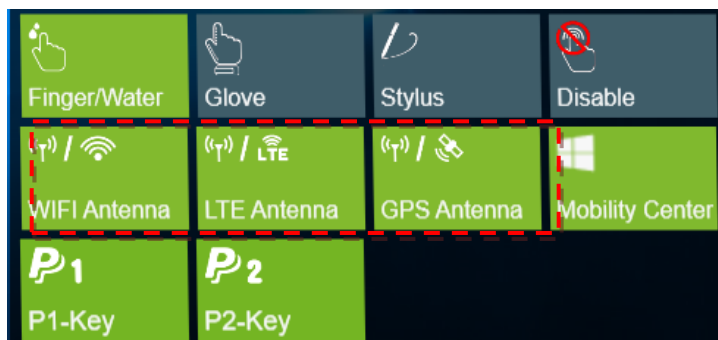 Finger/Water
Glove
Stylus
Disable
LTE
WIFI Antenna
LTE Antenna
GPS Antenna
Mobility Center
P1
P2
P1-Key
P2-Key